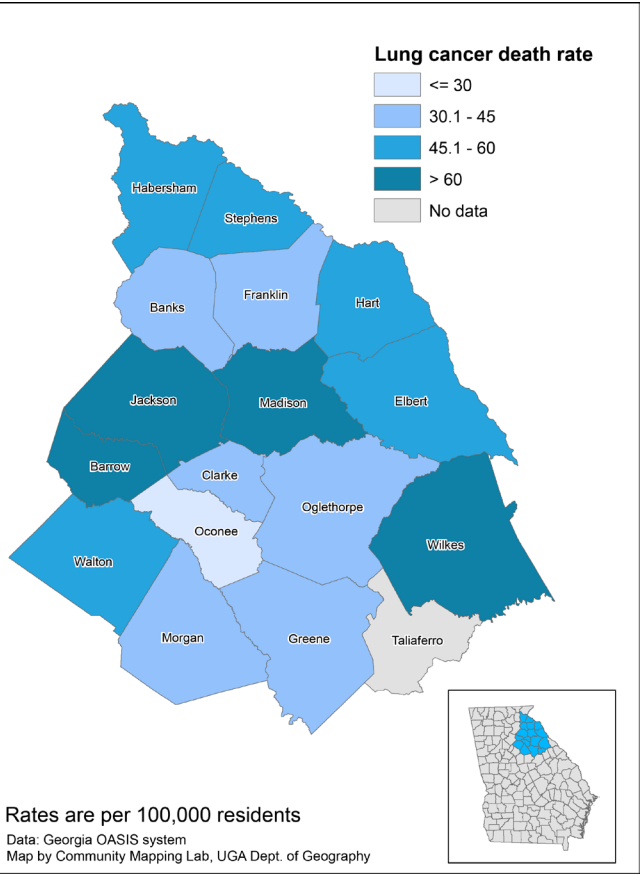 Lung cancer death rate
<= 30
30.1 - 45
45.1 - 60
> 60
No data
Habersham
Stephens
Banks
Franklin
Hart
Jackson
Madison
Elbert
Barrow
Clarke
Oglethorpe
Oconee
Wilkes
Walton
Morgan
Greene
Taliaferro
Rates are per 100,000 residents
Data: Georgia OASIS system
Map by Community Mapping Lab, UGA Dept. of Geography